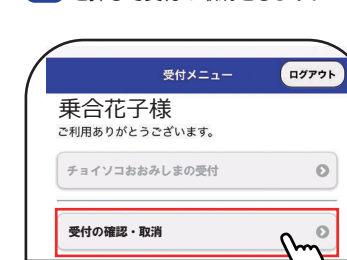 受付メニュー
ログアウト
乗合花子様
ご利用ありがとうございます。
チョイソコおおみしまの受付
受付の確認・取消